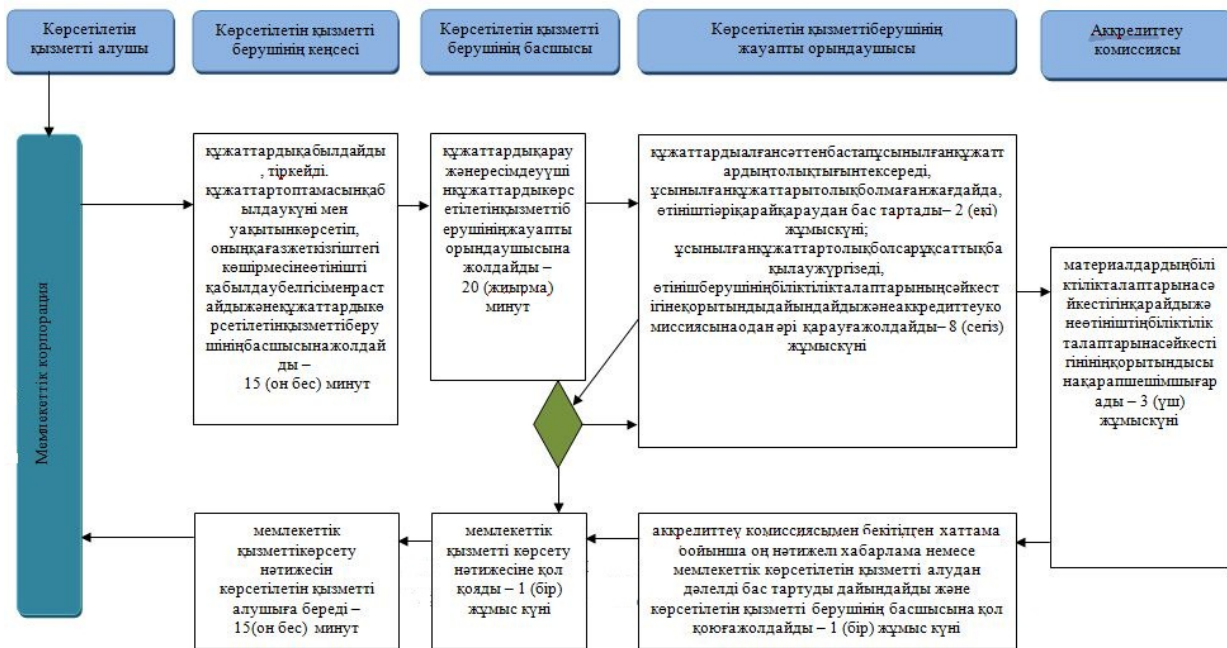 Көрсетілетін
қызметті алушы
Көрсетілетін қызметті
берушінің кеңсесі
Көрсетілетін қызметті
берушінің басшысы
Көрсетілетін қызметтіберушінің
жауапты орындаушысы
Аккредиттеу
комиссиясы
Мемлекеттік корпорация
құжаттардықабылдайды
, тіркейді.
құжаттартоптамасынқаб
ылдаукүні мен
уақытынкөрсетіп,
оныңқағазжеткізгіштегі
көшірмесінеөтінішті
қабылдаубелгісіменраст
айдыжәнеқұжаттардыкө
рсетілетінқызметтіберу
шініңбасшысынажолдай
ды –
15 (он бес) минут
құжаттардықарау
жәнересімдеуүші
нқұжаттардыкөрс
етілетінқызметтіб
ерушініңжауапты
орындаушысына
жолдайды –
20 (жиырма)
минут
құжаттардыалғансәттенбастапұсынылғанқұжатт
ардыңтолықтығынтексереді,
ұсынылғанқұжаттарытолықболмағанжағдайда,
өтініштіәріқарайқараудан бас тартады– 2 (екі)
жұмыскүні;
ұсынылғанқұжаттартолықболсарұқсаттықба
қылаужүргізеді,
өтінішберушініңбіліктілікталаптарыныңсәйкест
ігінеқорытындыдайындайдыжәнеаккредиттеуко
миссиясынаодан әрі қарауғажолдайды– 8 (сегіз)
жұмыскүні
материалдардыңбілі
ктілікталаптарынасә
йкестігінқарайдыжә
неөтініштіңбіліктілік
талаптарынасәйкесті
гініңқорытындысы
нақарапшешімшығар
ады – 3 (үш)
жұмыскүні
мемлекеттік
қызметтікөрсету
нәтижесін
көрсетілетін қызметті
алушыға береді –
15(он бес) минут
мемлекеттік
қызметті көрсету
нәтижесіне қол
қояды – 1 (бір)
жұмыс күні
аккредиттеу комиссиясымен бекітілген хаттама
бойынша оң нәтижелі хабарлама немесе
мемлекеттік көрсетілетін қызметті алудан
дәлелді бас тартуды дайындайды және
көрсетілетін қызметті берушінің басшысына қол
қоюғажолдайды – 1 (бір) жұмыс күні